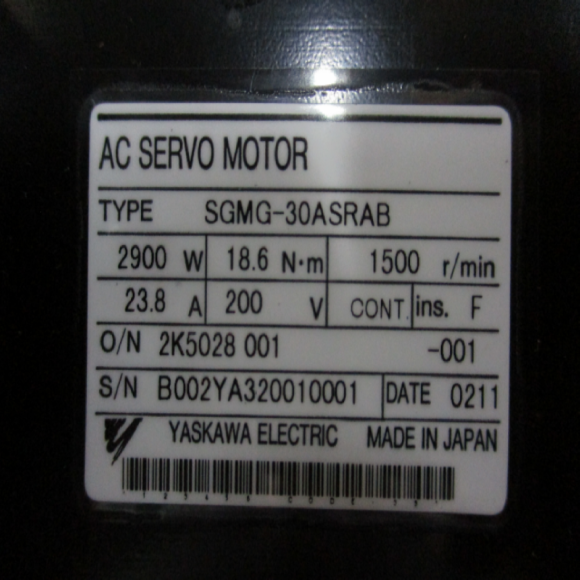 AC SERVO MOTOR
TYPE SGMG-30ASRAB
2900 W 18.6 N·m 1500 r/min
23.8 A 200 V CONT. ins. F
O/N 2K5028 001 -001
S/N B002YA320010001 DATE 0211
YASKAWA ELECTRIC MADE IN JAPAN